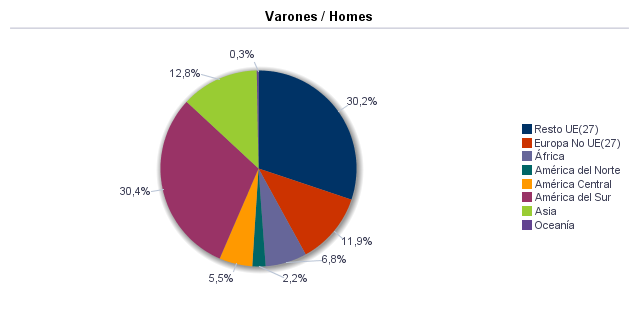 Varones / Homes
0,3%
12,8%
30,2%
30,4%
11,9%
6,8%
5,5%
2,2%
Resto UE(27)
Europa No UE(27)
África
América del Norte
América Central
América del Sur
Asia
Oceanía